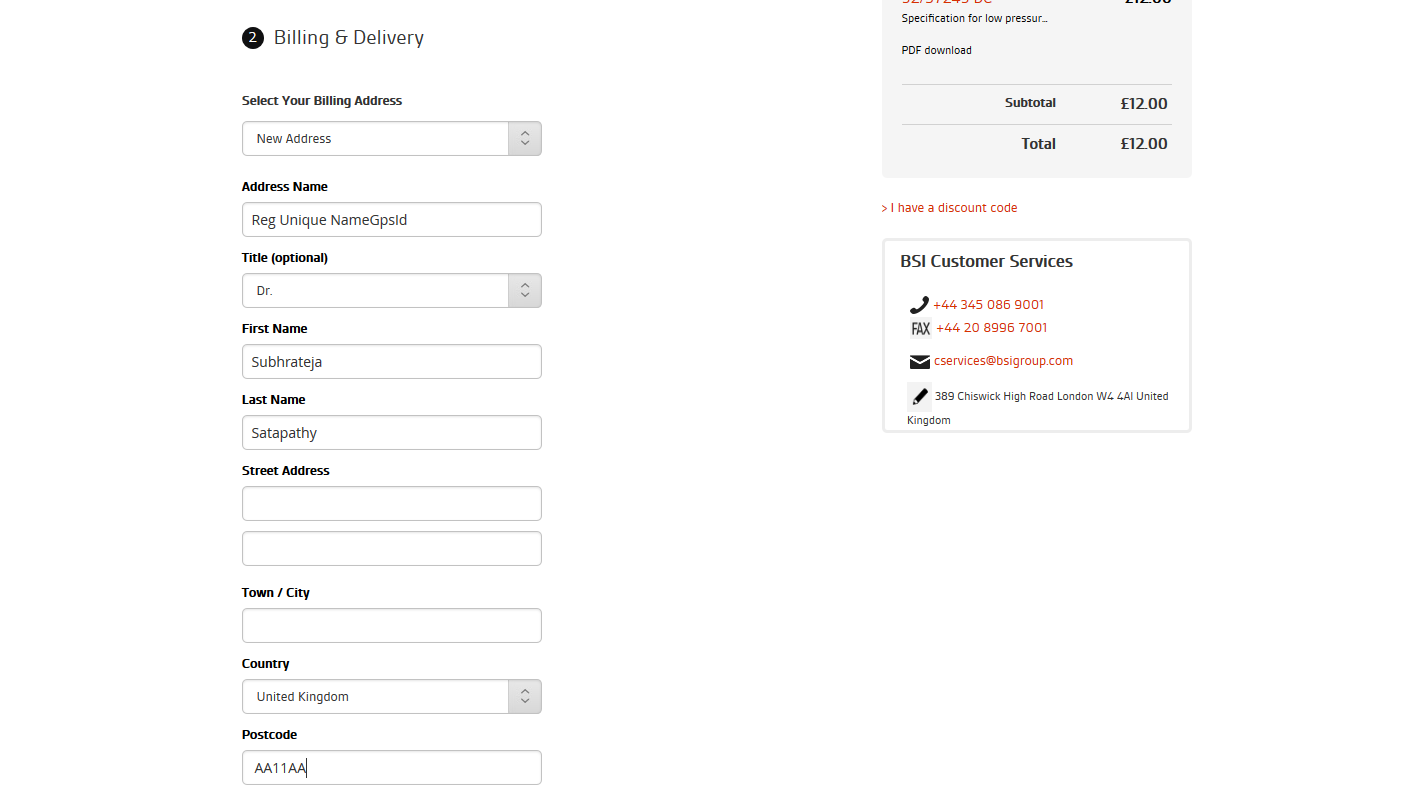 2 Billing & Delivery
Select Your Billing Address
New Address
Address Name
Reg Unique NameGpsId
Title (optional)
Dr.
First Name
Subhrateja
Last Name
Satapathy
Street Address
Town / City
Country
United Kingdom
Postcode
AA11AA
£12.00
Specification for low pressur...
PDF download
Subtotal £12.00
Total £12.00
> I have a discount code
BSI Customer Services
+44 345 086 9001
FAX +44 20 8996 7001
cservices@bsigroup.com
389 Chiswick High Road London W4 4AI United
Kingdom